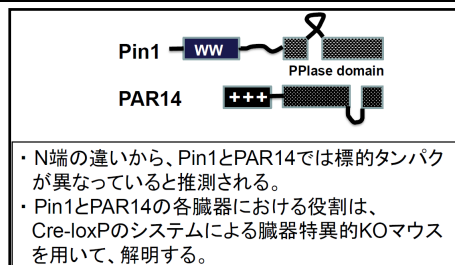 Pin1
WW
PPIase domain
PAR14
+++
・N端の違いから、Pin1とPAR14では標的タンパク
が異なっていると推測される。
・Pin1とPAR14の各臓器における役割は、
Cre-loxPのシステムによる臓器特異的KOマウス
を用いて、解明する。